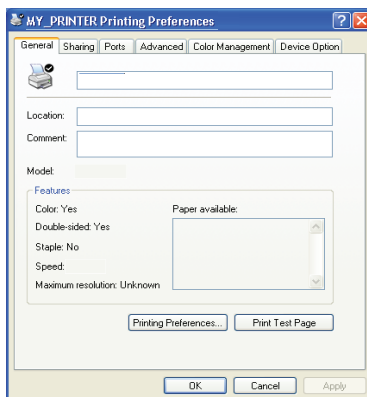 MY_PRINTER Printing Preferences
General Sharing Ports Advanced Color Management Device Option
Location:
Comment:
Model:
Features
Color: Yes Paper available:
Double-sided: Yes
Staple: No
Speed:
Maximum resolution: Unknown
Printing Preferences... Print Test Page
OK Cancel Apply